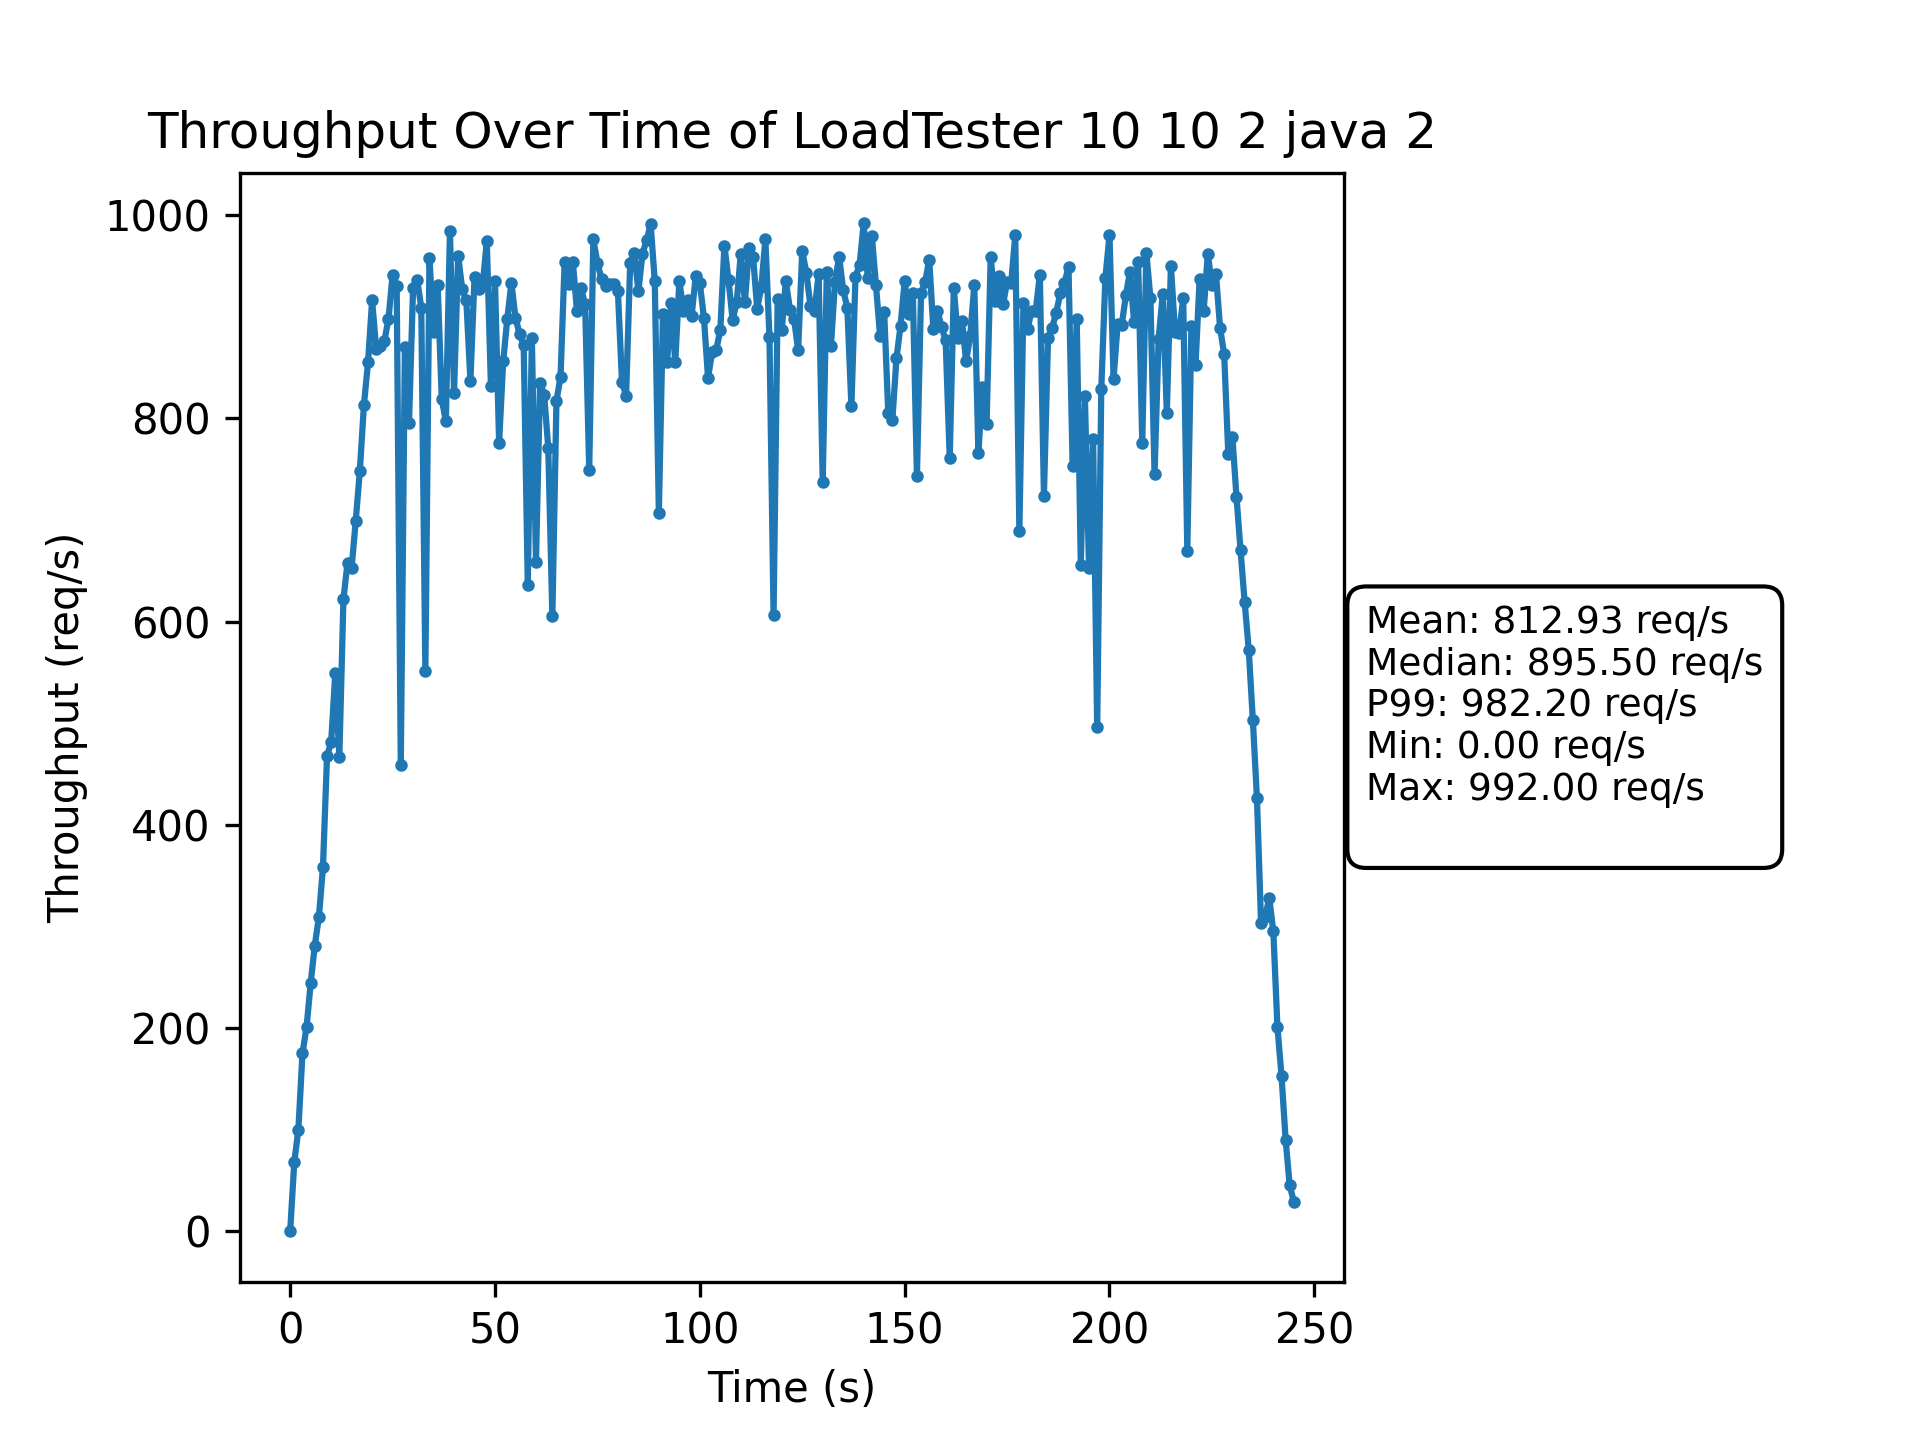 Throughput Over Time of LoadTester 10 10 2 java 2
1000
800
600
400
200
0
Throughput (req/s)
0 50 100 150 200 250
Time (s)
Mean: 812.93 req/s
Median: 895.50 req/s
P99: 982.20 req/s
Min: 0.00 req/s
Max: 992.00 req/s